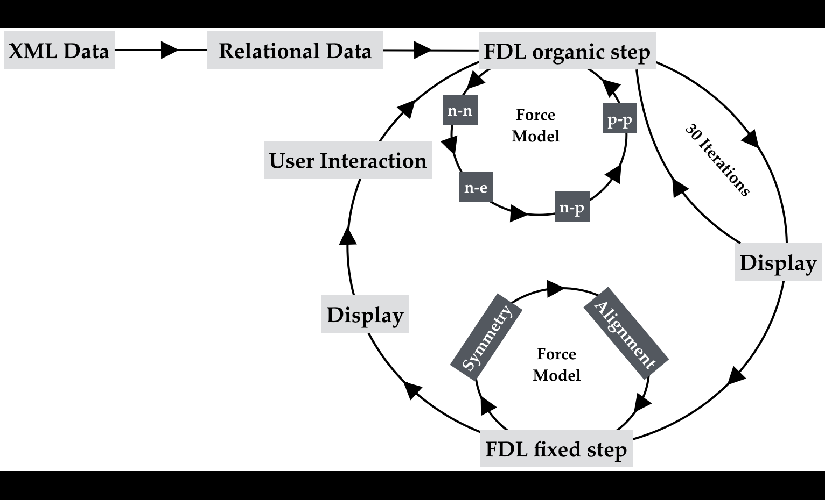 XML Data
Relational Data
FDL organic step
n-n
Force
Model
p-p
30 Iterations
User Interaction
n-e
n-p
Display
Display
Symmetry
Alignment
Force
Model
FDL fixed step